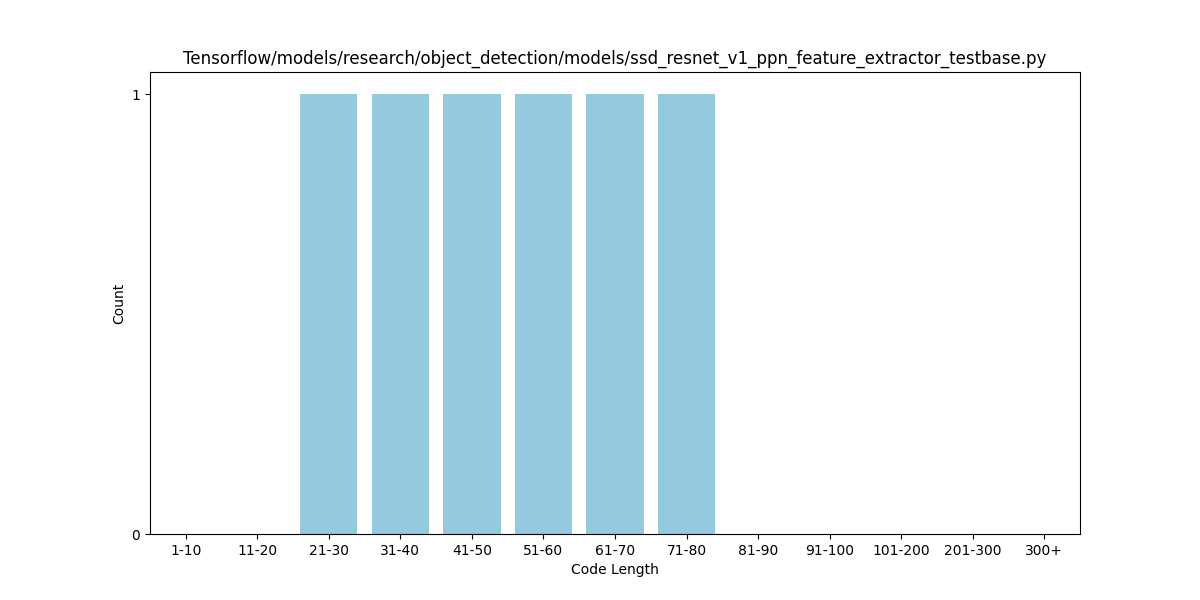 Tensorflow/models/research/object_detection/models/ssd_resnet_v1_ppn_feature_extractor_testbase.py
1
Count
0
1-10 11-20 21-30 31-40 41-50 51-60 61-70 71-80 81-90 91-100 101-200 201-300 300+
Code Length